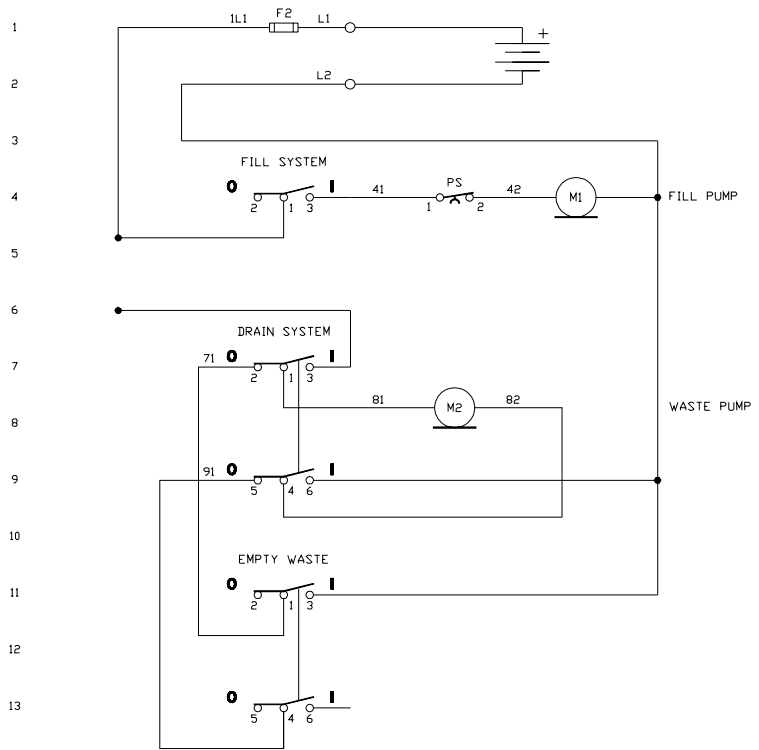 1 1L1 F2 L1 +
2 L2
3
FILL SYSTEM
0 I PS
4 41 42 M1 FILL PUMP
2 1 3 1 2
5
6
DRAIN SYSTEM
71 0 I
7
2 1 3
81 M2 82 WASTE PUMP
8
91 0 I
9
5 4 6
10
EMPTY WASTE
0 I
11
2 1 3
12
0 I
13
5 4 6